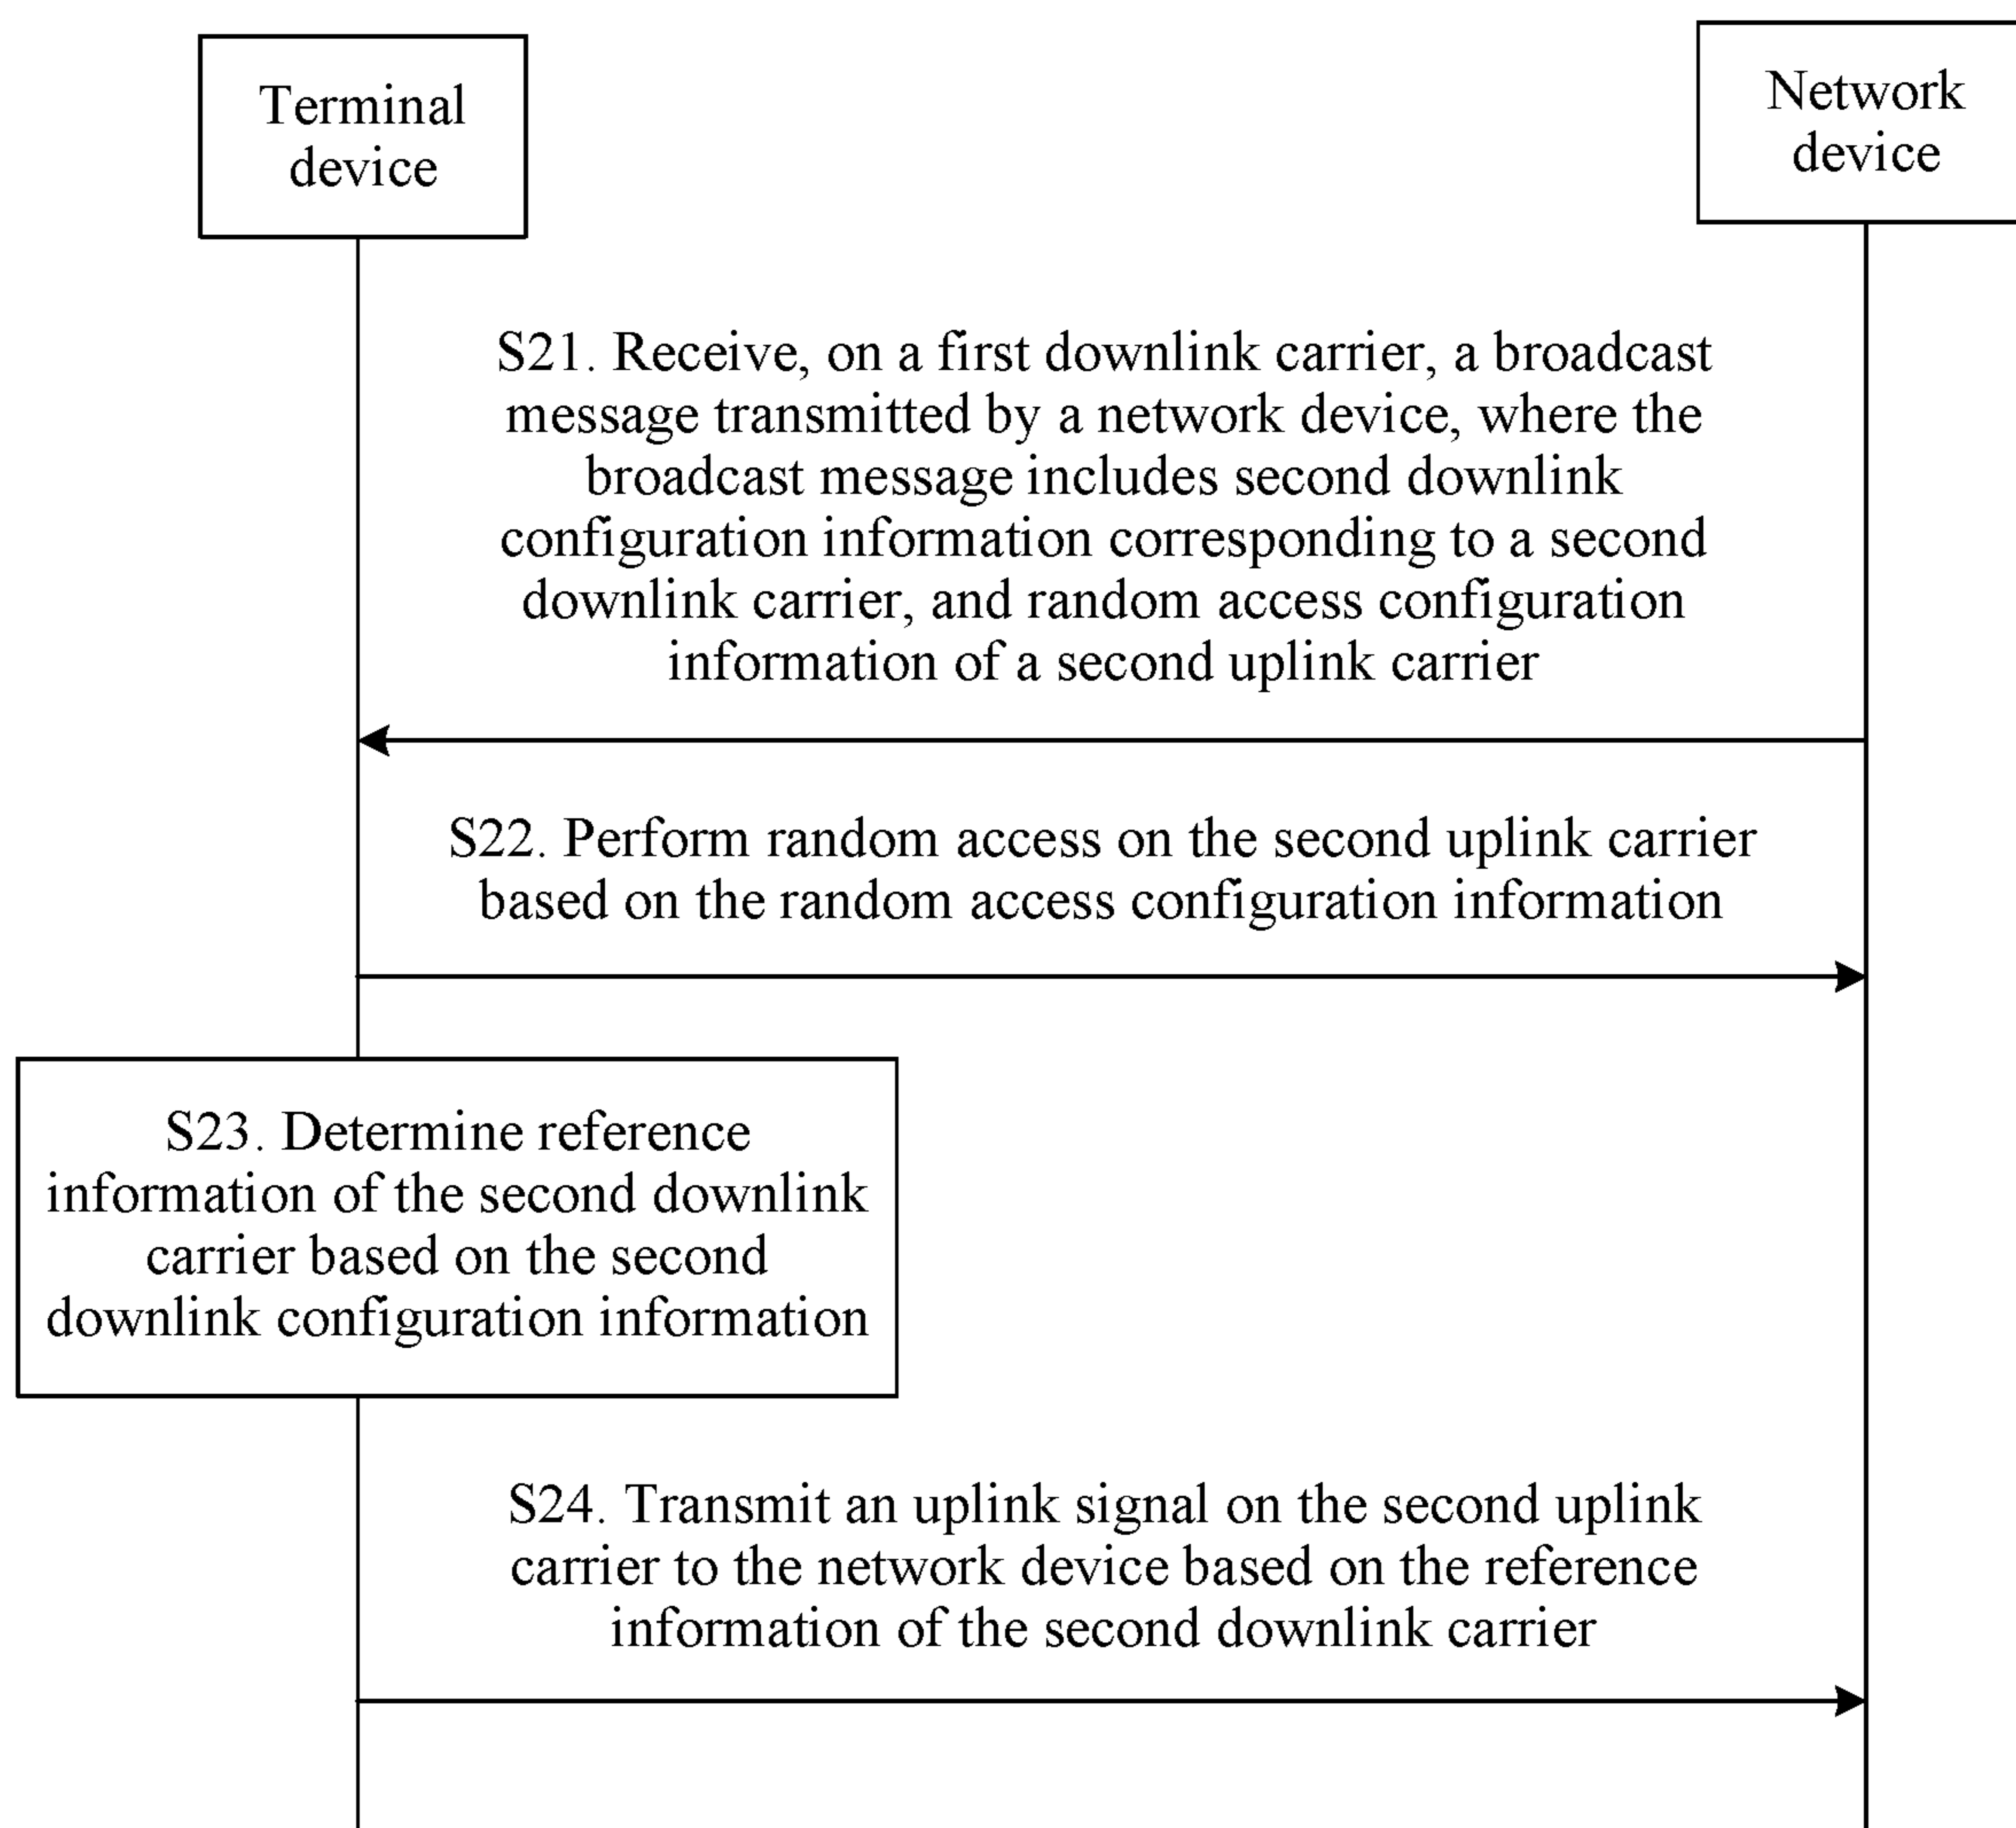 Terminal
device
Network
device
S21. Receive, on a first downlink carrier, a broadcast
message transmitted by a network device, where the
broadcast message includes second downlink
configuration information corresponding to a second
downlink carrier, and random access configuration
information of a second uplink carrier
S22. Perform random access on the second uplink carrier
based on the random access configuration information
S23. Determine reference
information of the second downlink
carrier based on the second
downlink configuration information
S24. Transmit an uplink signal on the second uplink
carrier to the network device based on the reference
information of the second downlink carrier